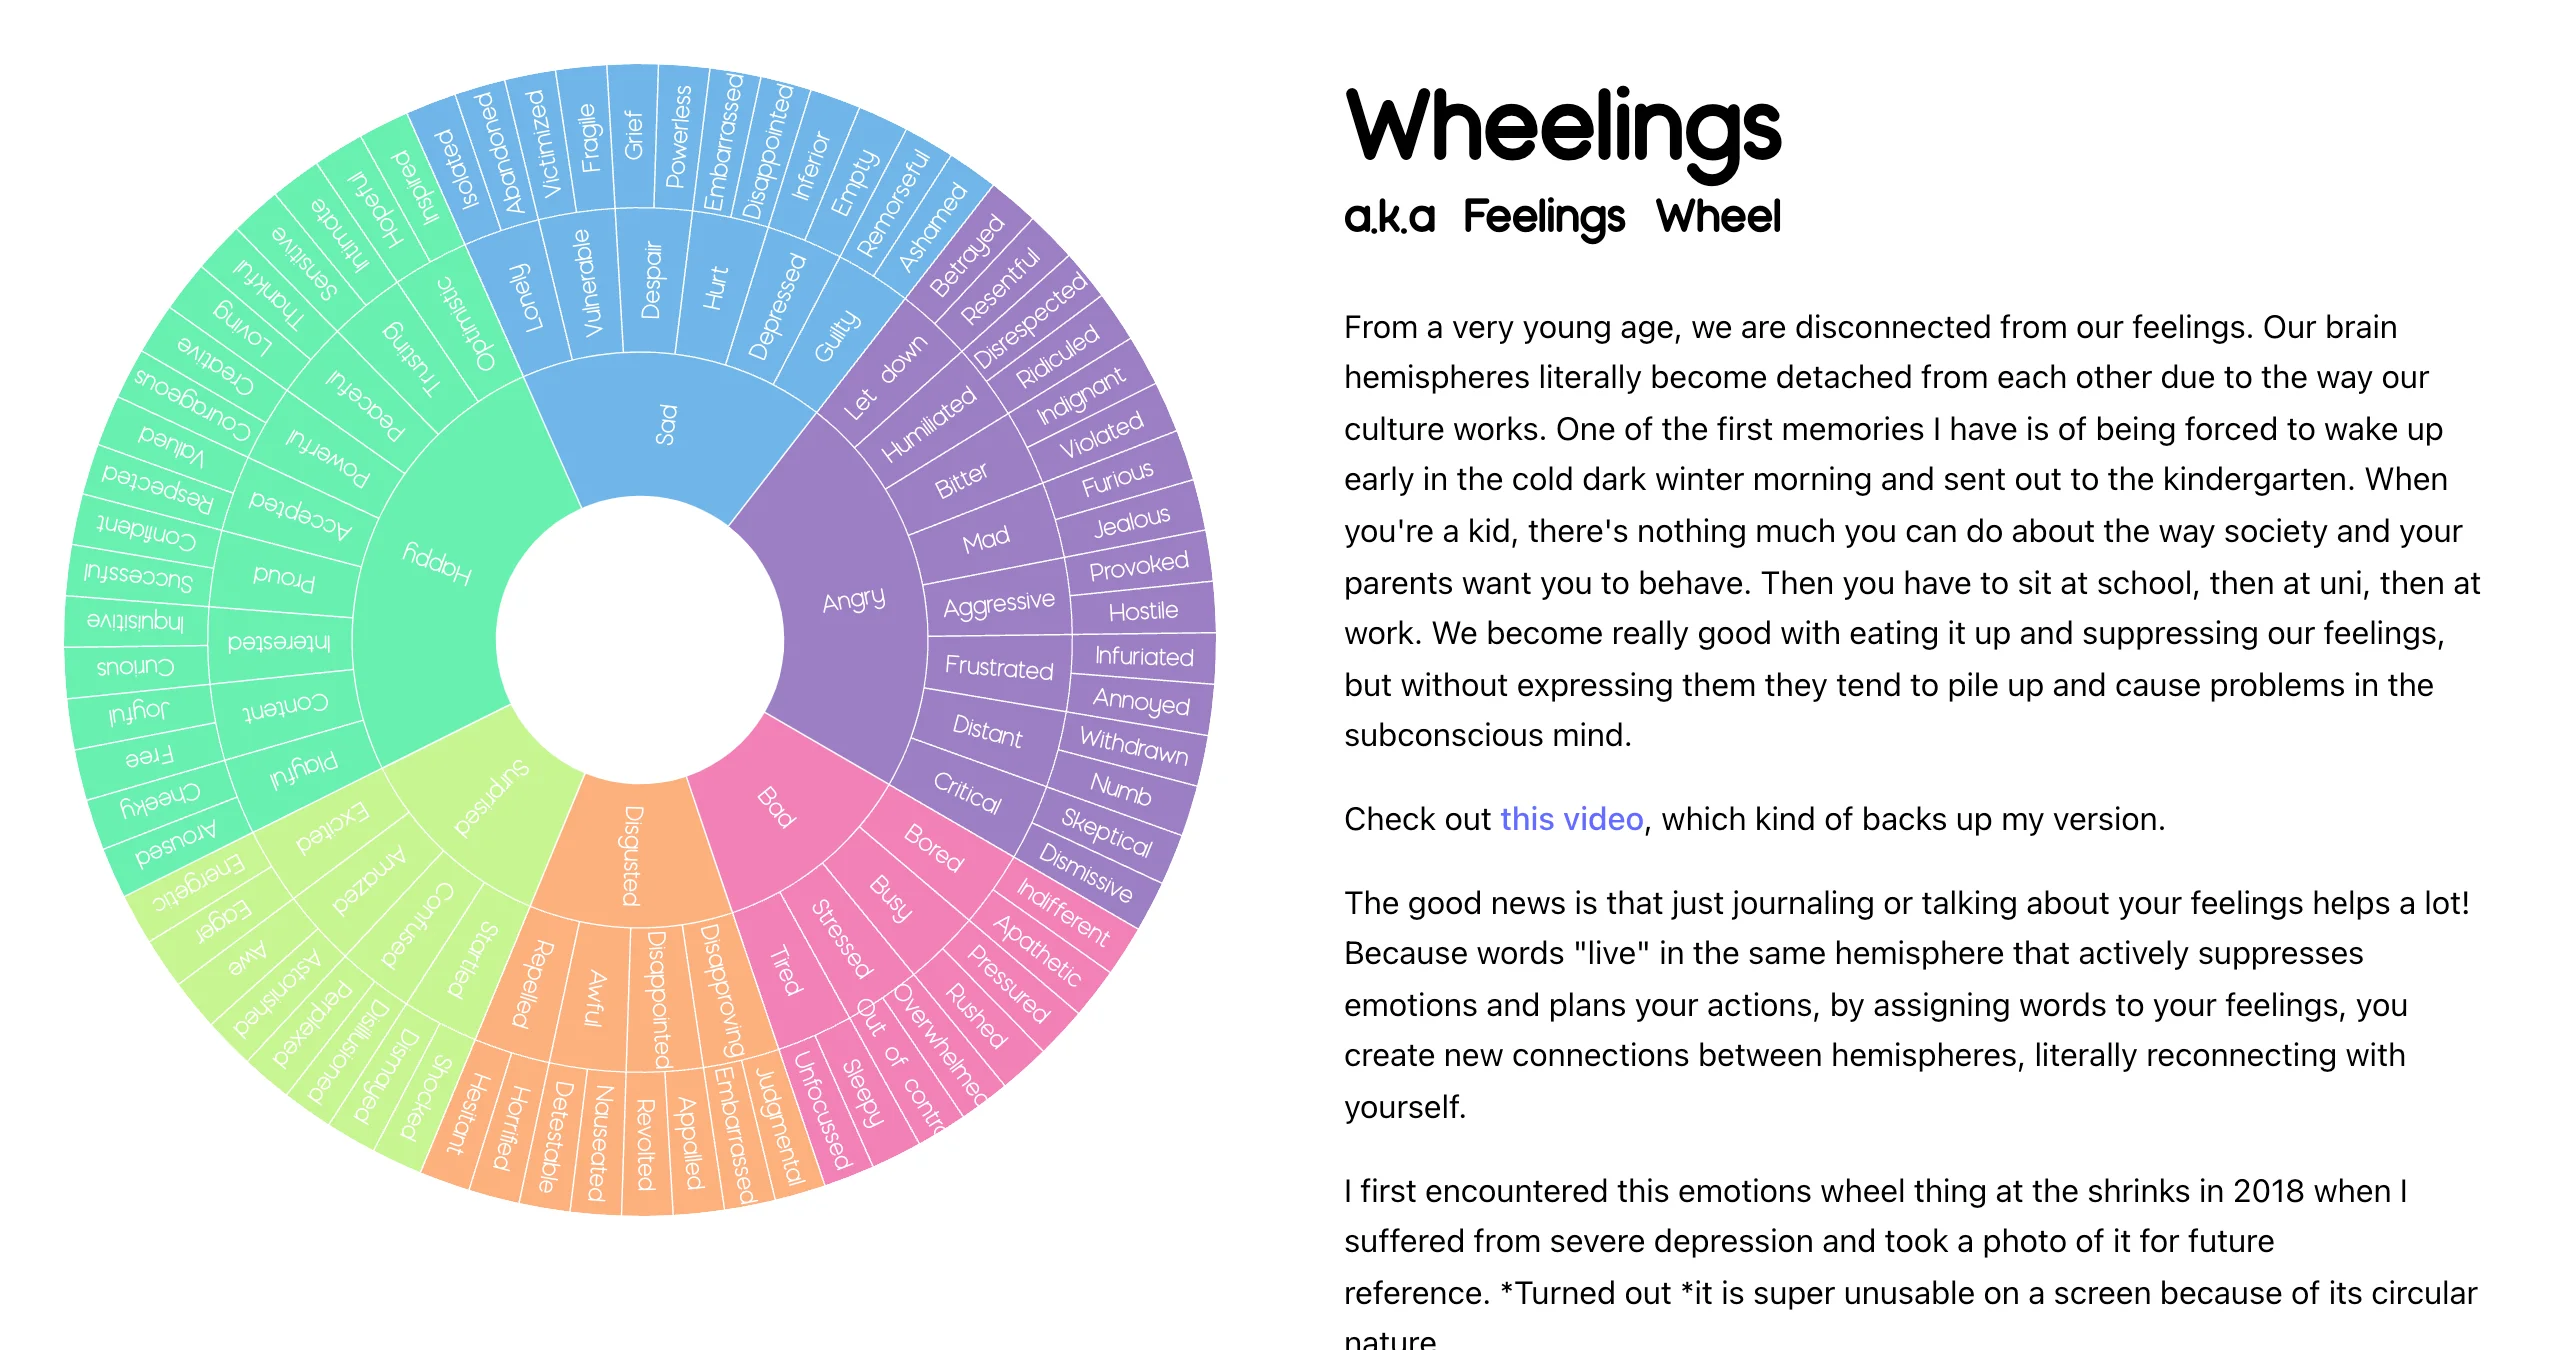 Wheelings
a.k.a Feelings Wheel
From a very young age, we are disconnected from our feelings. Our brain
hemispheres literally become detached from each other due to the way our
culture works. One of the first memories I have is of being forced to wake up
early in the cold dark winter morning and sent out to the kindergarten. When
you're a kid, there's nothing much you can do about the way society and your
parents want you to behave. Then you have to sit at school, then at uni, then at
work. We become really good with eating it up and suppressing our feelings,
but without expressing them they tend to pile up and cause problems in the
subconscious mind.
Check out this video, which kind of backs up my version.
The good news is that just journaling or talking about your feelings helps a lot!
Because words "live" in the same hemisphere that actively suppresses
emotions and plans your actions, by assigning words to your feelings, you
create new connections between hemispheres, literally reconnecting with
yourself.
I first encountered this emotions wheel thing at the shrinks in 2018 when I
suffered from severe depression and took a photo of it for future
reference. *Turned out *it is super unusable on a screen because of its circular
nature
Sad
Lonely
Vulnerable
Despair
Hurt
Depressed
Guilty
Isolated
Abandoned
Victimized
Fragile
Grief
Powerless
Embarrassed
Disappointed
Inferior
Empty
Remorseful
Ashamed
Angry
Let down
Humiliated
Bitter
Mad
Aggressive
Frustrated
Distant
Critical
Betrayed
Resentful
Disrespected
Ridiculed
Indignant
Violated
Furious
Jealous
Provoked
Hostile
Infuriated
Annoyed
Withdrawn
Numb
Skeptical
Dismissive
Bad
Bored
Busy
Stressed
Tired
Indifferent
Apathetic
Pressured
Rushed
Overwhelmed
Out of contro
Sleepy
Unfocussed
Disgusted
Disapproving
Disappointed
Awful
Repelled
Judgmental
Embarrassed
Appalled
Revolted
Nauseated
Detestable
Horrified
Hesitant
Surprised
Startled
Confused
Amazed
Excited
Shocked
Dismayed
Disillusioned
Perplexed
Astonished
Awe
Eager
Energetic
Happy
Playful
Content
Interested
Proud
Accepted
Powerful
Peaceful
Trusting
Optimistic
Aroused
Cheeky
Free
Joyful
Curious
Inquisitive
Successful
Confident
Respected
Valued
Courageous
Creative
Loving
Thankful
Sensitive
Intimate
Hopeful
Inspired